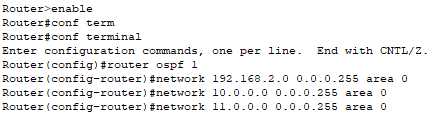 Router>enable
Router#conf term
Router#conf terminal
Enter configuration commands, one per line.  End with CNTL/Z.
Router(config)#router ospf 1
Router(config-router)#network 192.168.2.0 0.0.0.255 area 0
Router(config-router)#network 10.0.0.0 0.0.0.255 area 0
Router(config-router)#network 11.0.0.0 0.0.0.255 area 0